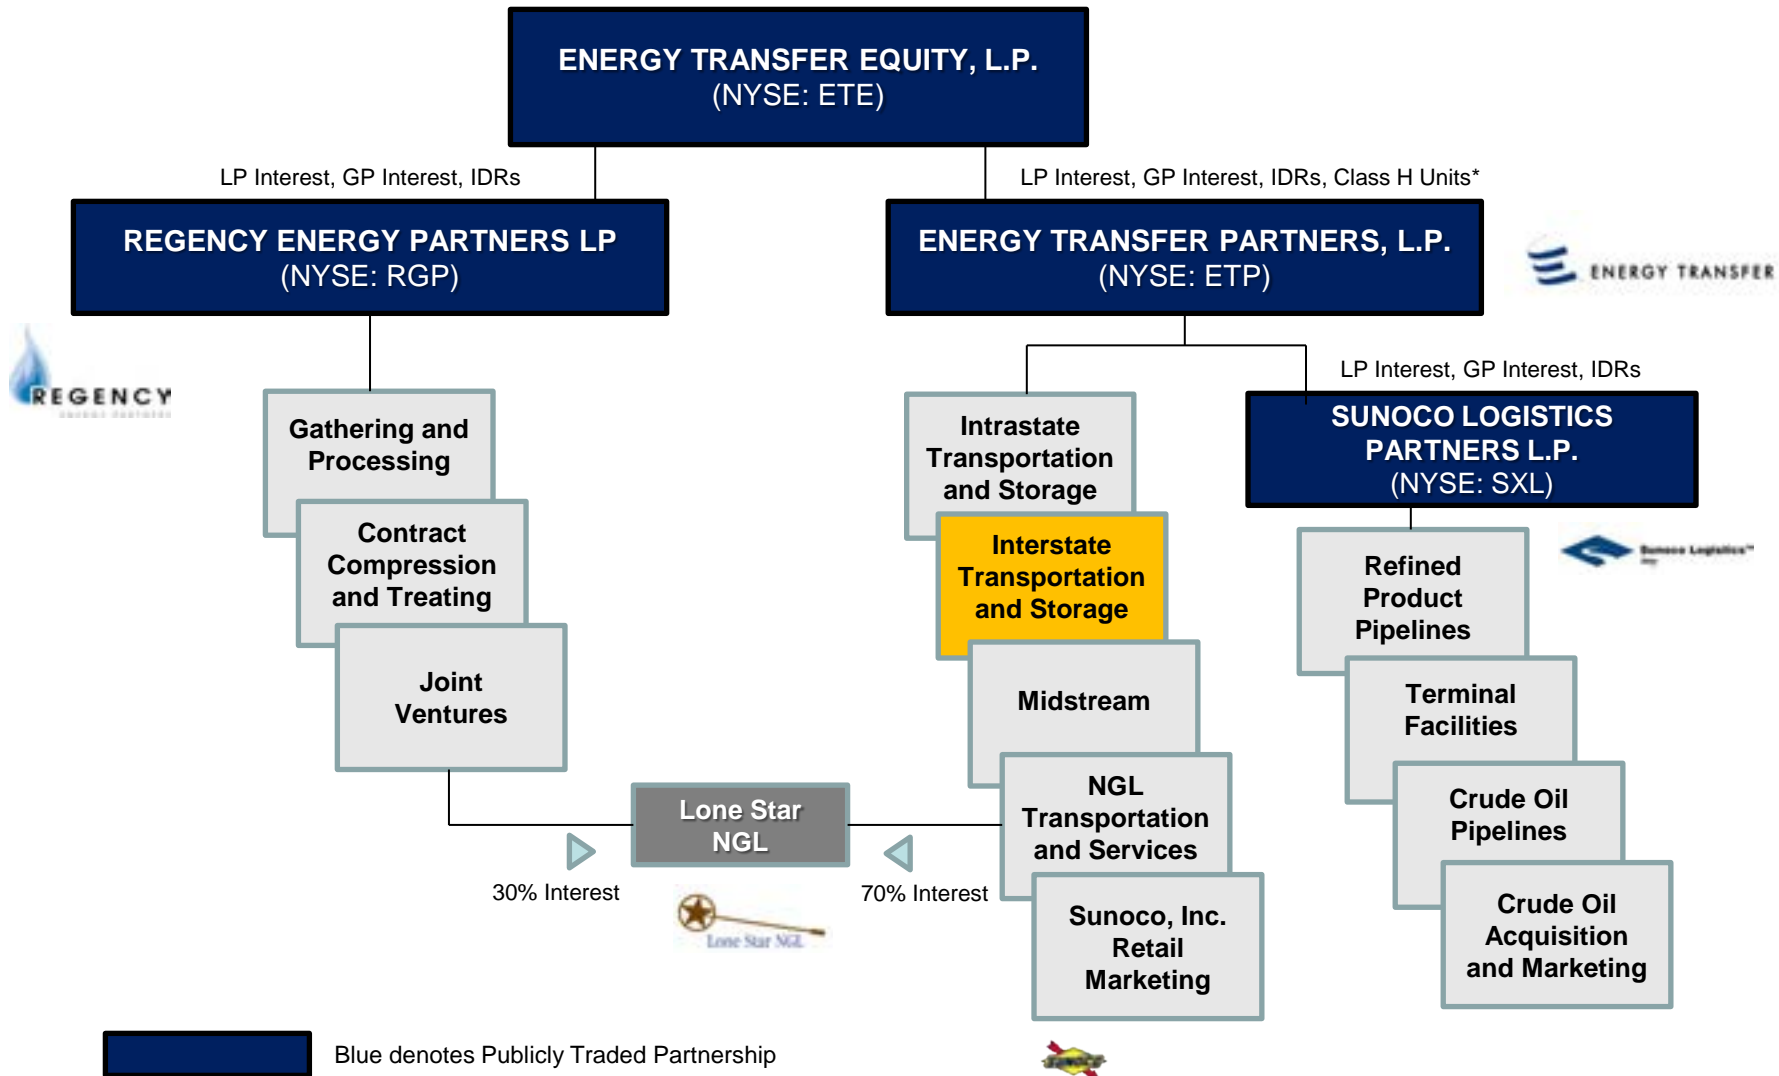 ENERGY TRANSFER EQUITY, L.P.
(NYSE: ETE)
LP Interest, GP Interest, IDRs
LP Interest, GP Interest, IDRs, Class H Units*
REGENCY ENERGY PARTNERS LP
(NYSE: RGP)
ENERGY TRANSFER PARTNERS, L.P.
(NYSE: ETP)
ENERGY TRANSFER
REGENCY
ENERGY PARTNERS
LP Interest, GP Interest, IDRs
SUNOCO LOGISTICS
PARTNERS L.P.
(NYSE: SXL)
Sunoco Logistics™
Gathering and
Processing
Contract
Compression
and Treating
Joint
Ventures
Intrastate
Transportation
and Storage
Interstate
Transportation
and Storage
Midstream
NGL
Transportation
and Services
Sunoco, Inc.
Retail
Marketing
Refined
Product
Pipelines
Terminal
Facilities
Crude Oil
Pipelines
Crude Oil
Acquisition
and Marketing
Lone Star
NGL
30% Interest
70% Interest
Lone Star NGL
Blue denotes Publicly Traded Partnership
SUNOCO